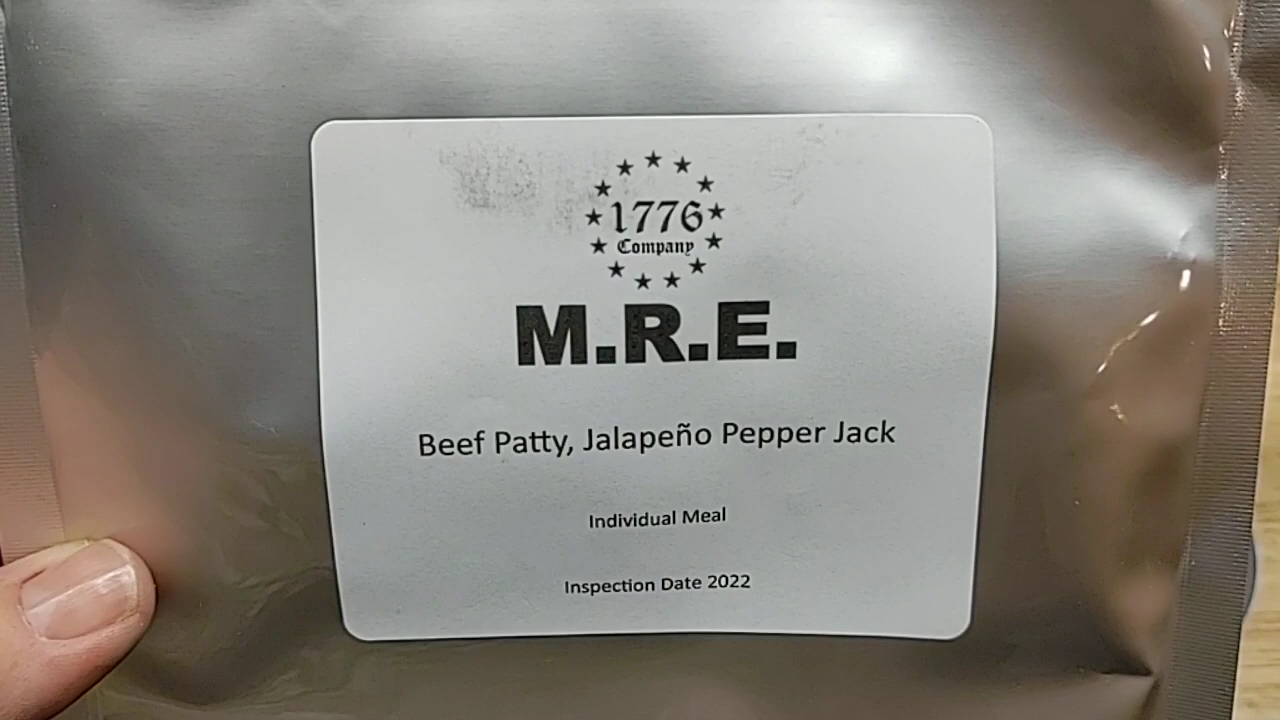 1776
Company
M.R.E.
Beef Patty, Jalapeño Pepper Jack
Individual Meal
Inspection Date 2022